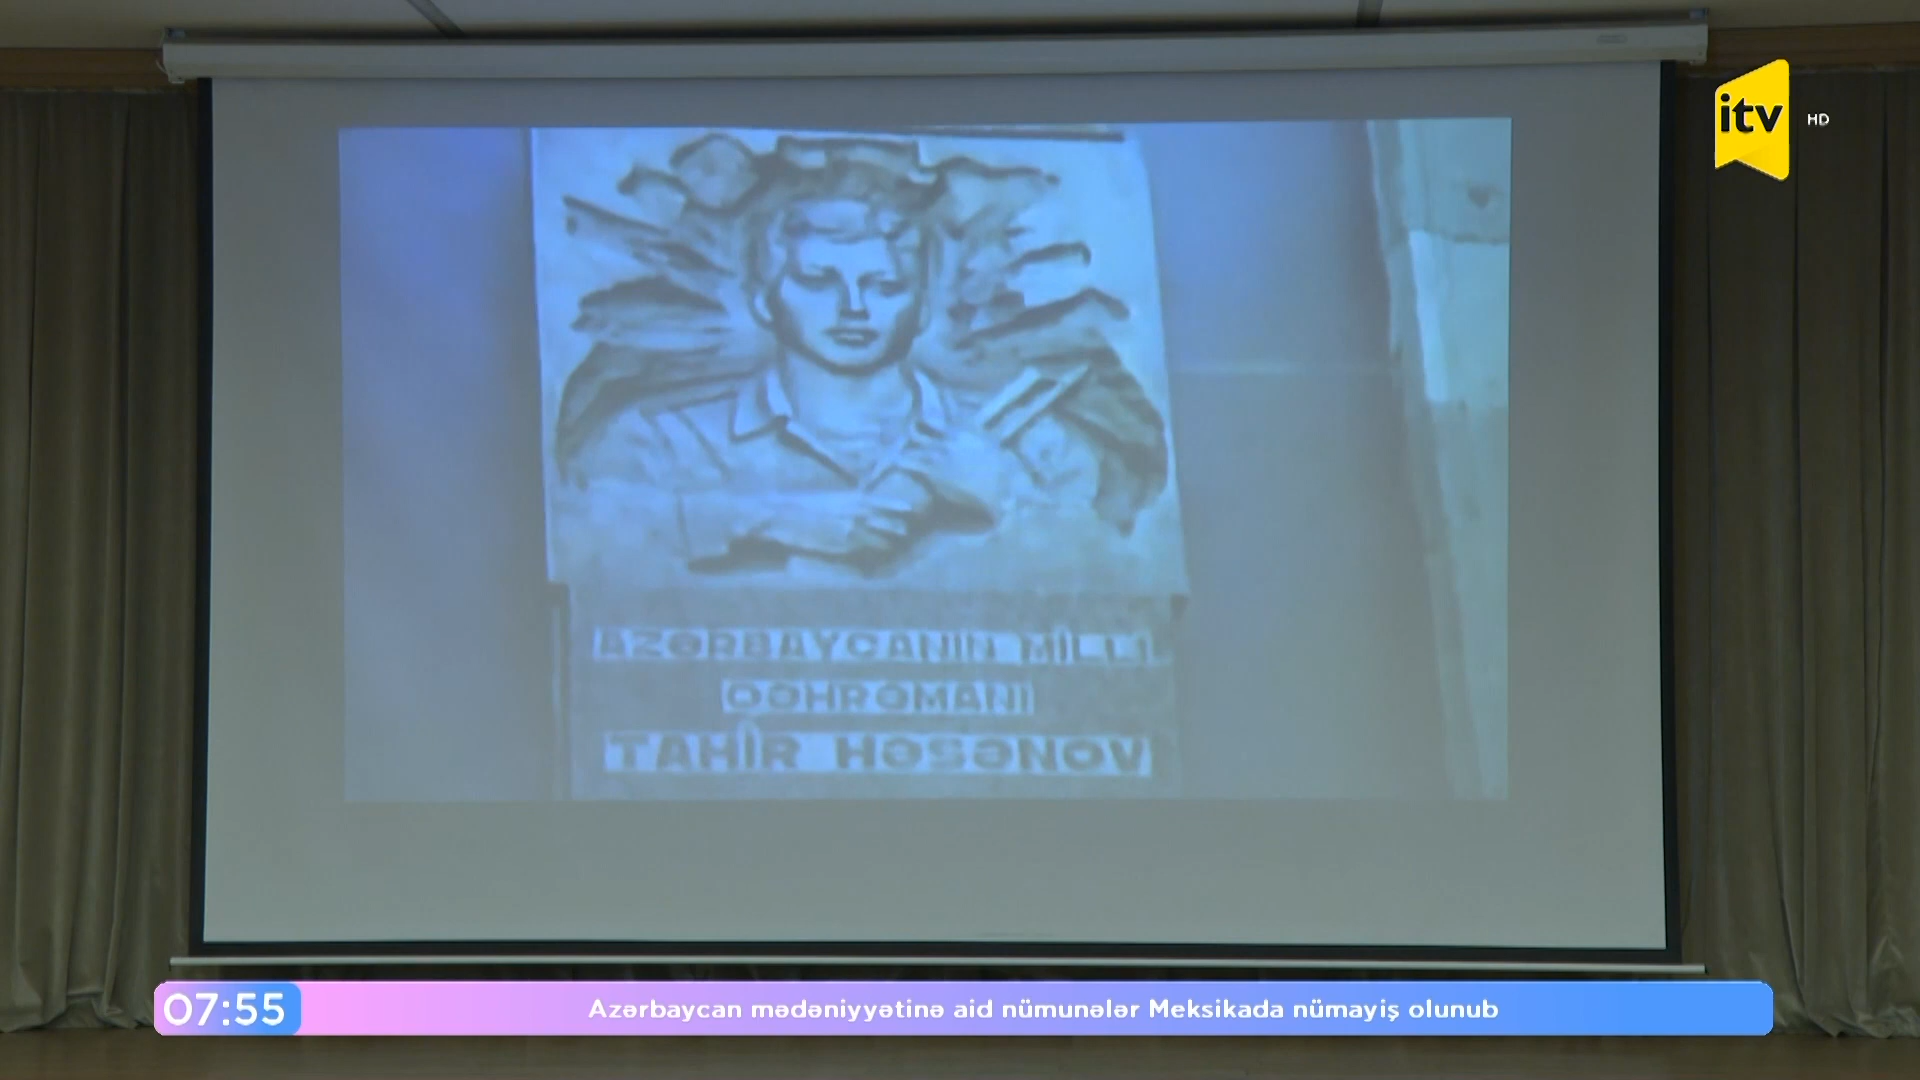 itv HD
AZƏRBAYCANIN MİLLİ
QƏHRƏMANI
TAHİR HƏSƏNOV
07:55 Azərbaycan mədəniyyətinə aid nümunələr Meksikada nümayiş olunub